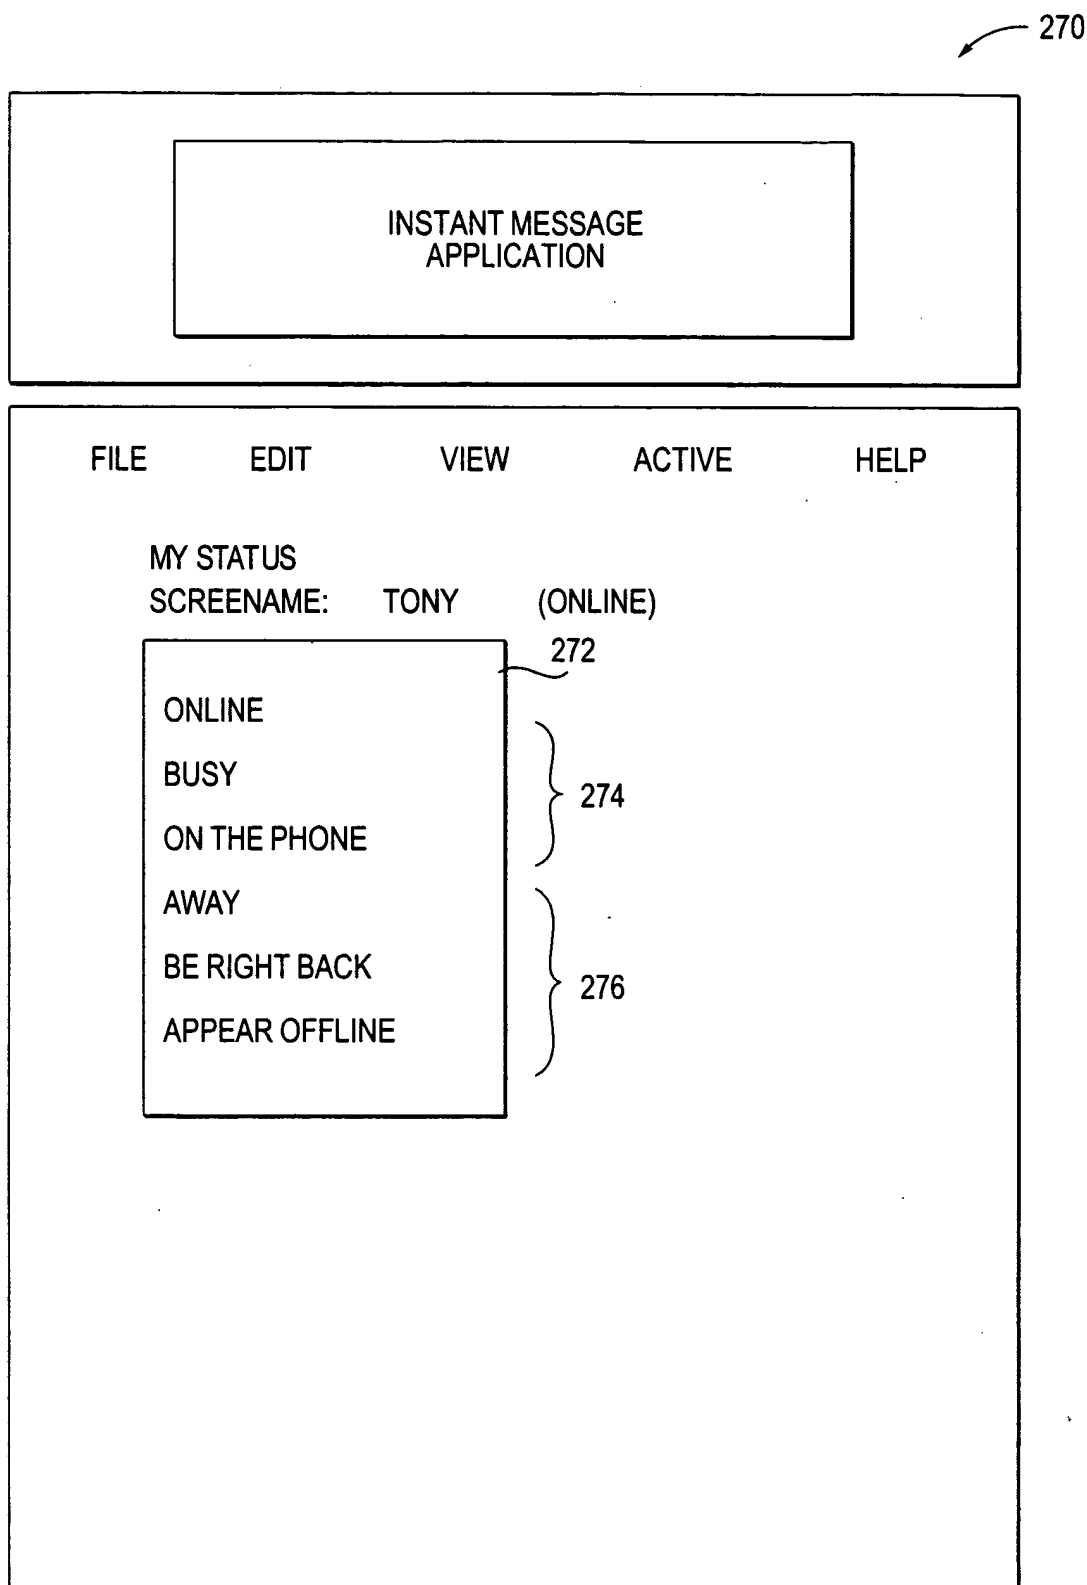 270
INSTANT MESSAGE
APPLICATION
FILE EDIT VIEW ACTIVE HELP
MY STATUS
SCREENAME: TONY (ONLINE)
272
ONLINE
BUSY
274
ON THE PHONE
AWAY
BE RIGHT BACK
276
APPEAR OFFLINE